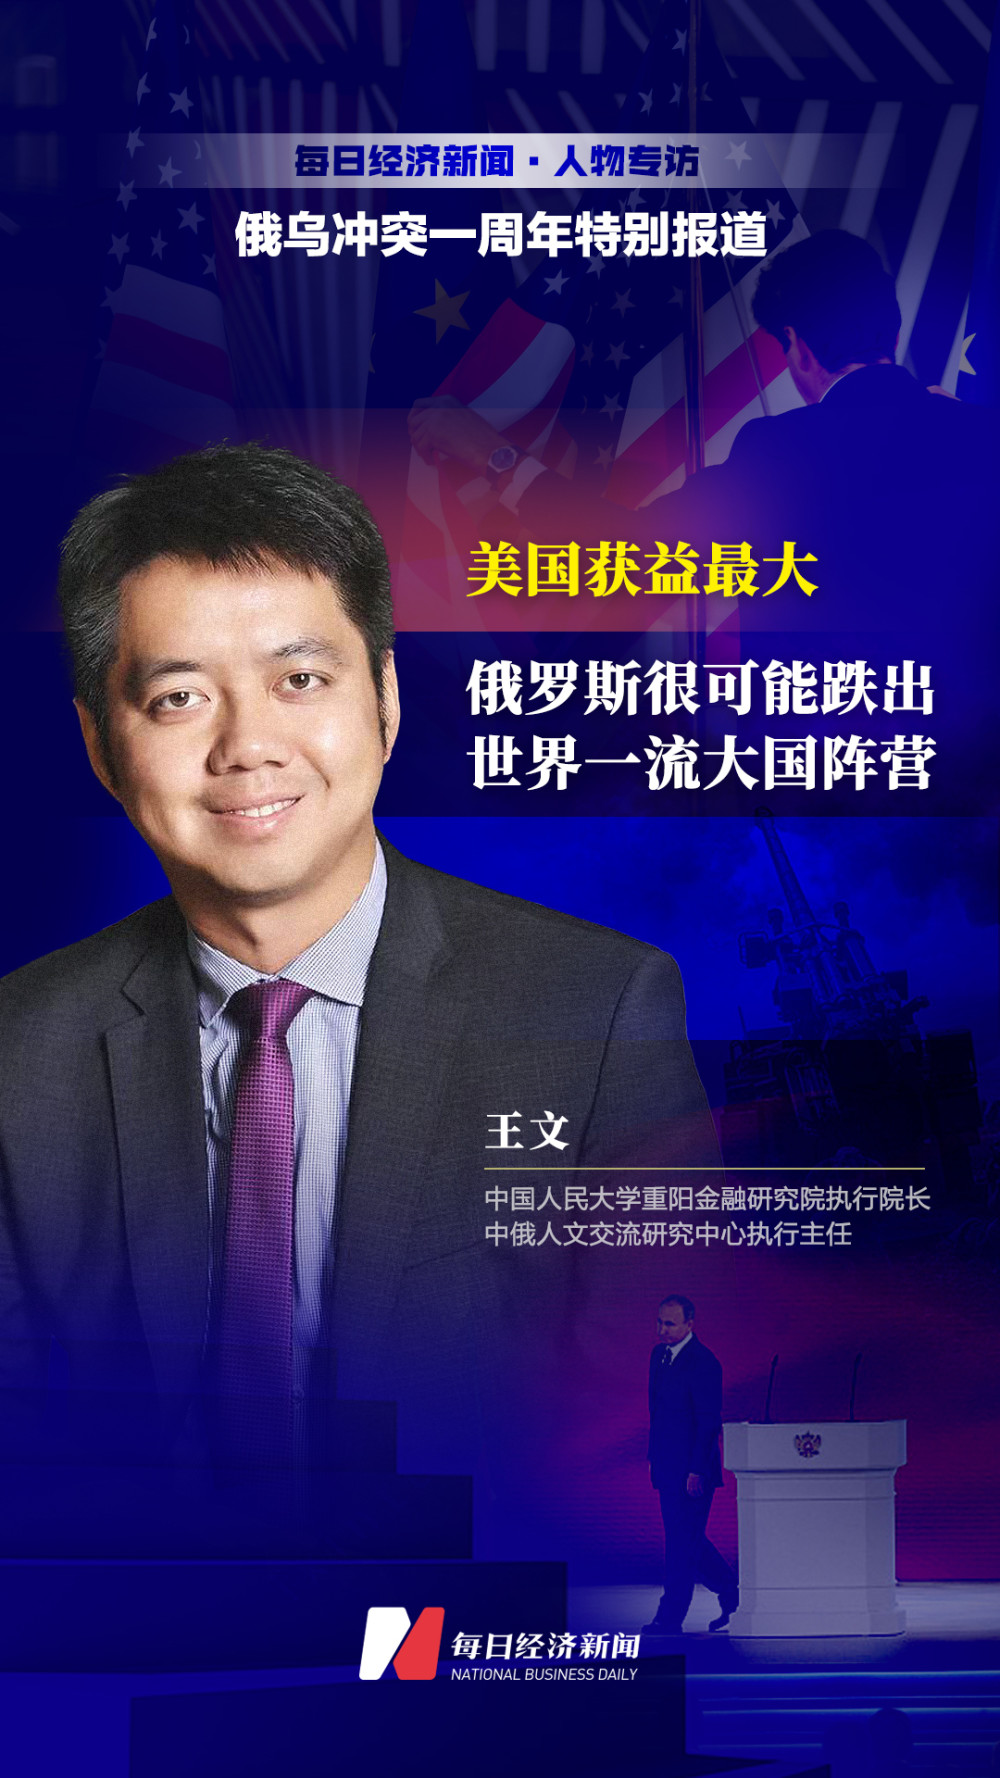 每日经济新闻·人物专访
俄乌冲突一周年特别报道
美国获益最大
俄罗斯很可能跌出
世界一流大国阵营
王文
中国人民大学重阳金融研究院执行院长
中俄人文交流研究中心执行主任
每日经济新闻
NATIONAL BUSINESS DAILY